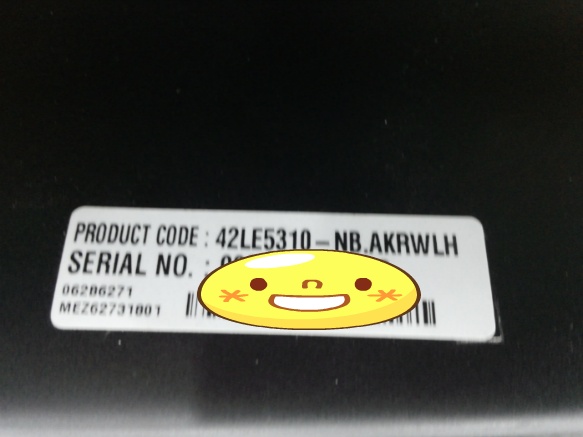 PRODUCT CODE : 42LE5310-NB.AKRWLH
SERIAL NO. :
06286271
MEZ62731801